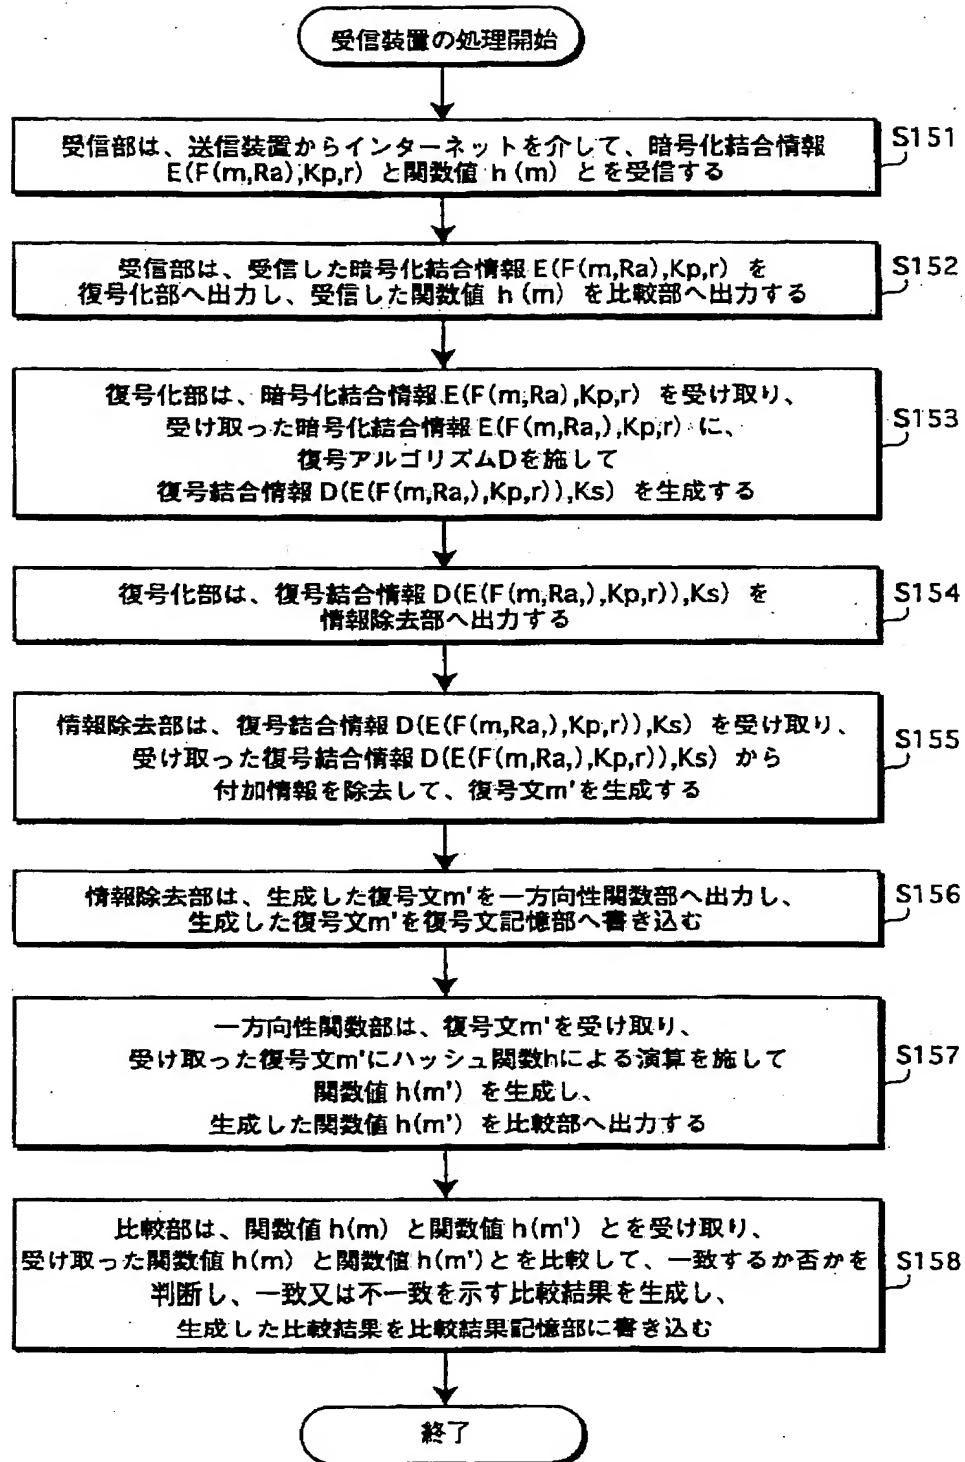 受信装置の処理開始
受信部は、送信装置からインターネットを介して、暗号化結合情報
E(F(m,Ra),Kp,r) と関数値 h (m) とを受信する
S151
受信部は、受信した暗号化結合情報 E(F(m,Ra),Kp,r) を
復号化部へ出力し、受信した関数値 h (m) を比較部へ出力する
S152
復号化部は、暗号化結合情報 E(F(m,Ra),Kp,r) を受け取り、
受け取った暗号化結合情報 E(F(m,Ra,),Kp,r) に、
復号アルゴリズムDを施して
復号結合情報 D(E(F(m,Ra,),Kp,r)),Ks) を生成する
S153
復号化部は、復号結合情報 D(E(F(m,Ra,),Kp,r)),Ks) を
情報除去部へ出力する
S154
情報除去部は、復号結合情報 D(E(F(m,Ra,),Kp,r)),Ks) を受け取り、
受け取った復号結合情報 D(E(F(m,Ra,),Kp,r)),Ks) から
付加情報を除去して、復号文m'を生成する
S155
情報除去部は、生成した復号文m'を一方向性関数部へ出力し、
生成した復号文m'を復号文記憶部へ書き込む
S156
一方向性関数部は、復号文m'を受け取り、
受け取った復号文m'にハッシュ関数hによる演算を施して
関数値 h(m') を生成し、
生成した関数値 h(m') を比較部へ出力する
S157
比較部は、関数値 h(m) と関数値 h(m') とを受け取り、
受け取った関数値 h(m) と関数値 h(m')とを比較して、一致するか否かを
判断し、一致又は不一致を示す比較結果を生成し、
生成した比較結果を比較結果記憶部に書き込む
S158
終了